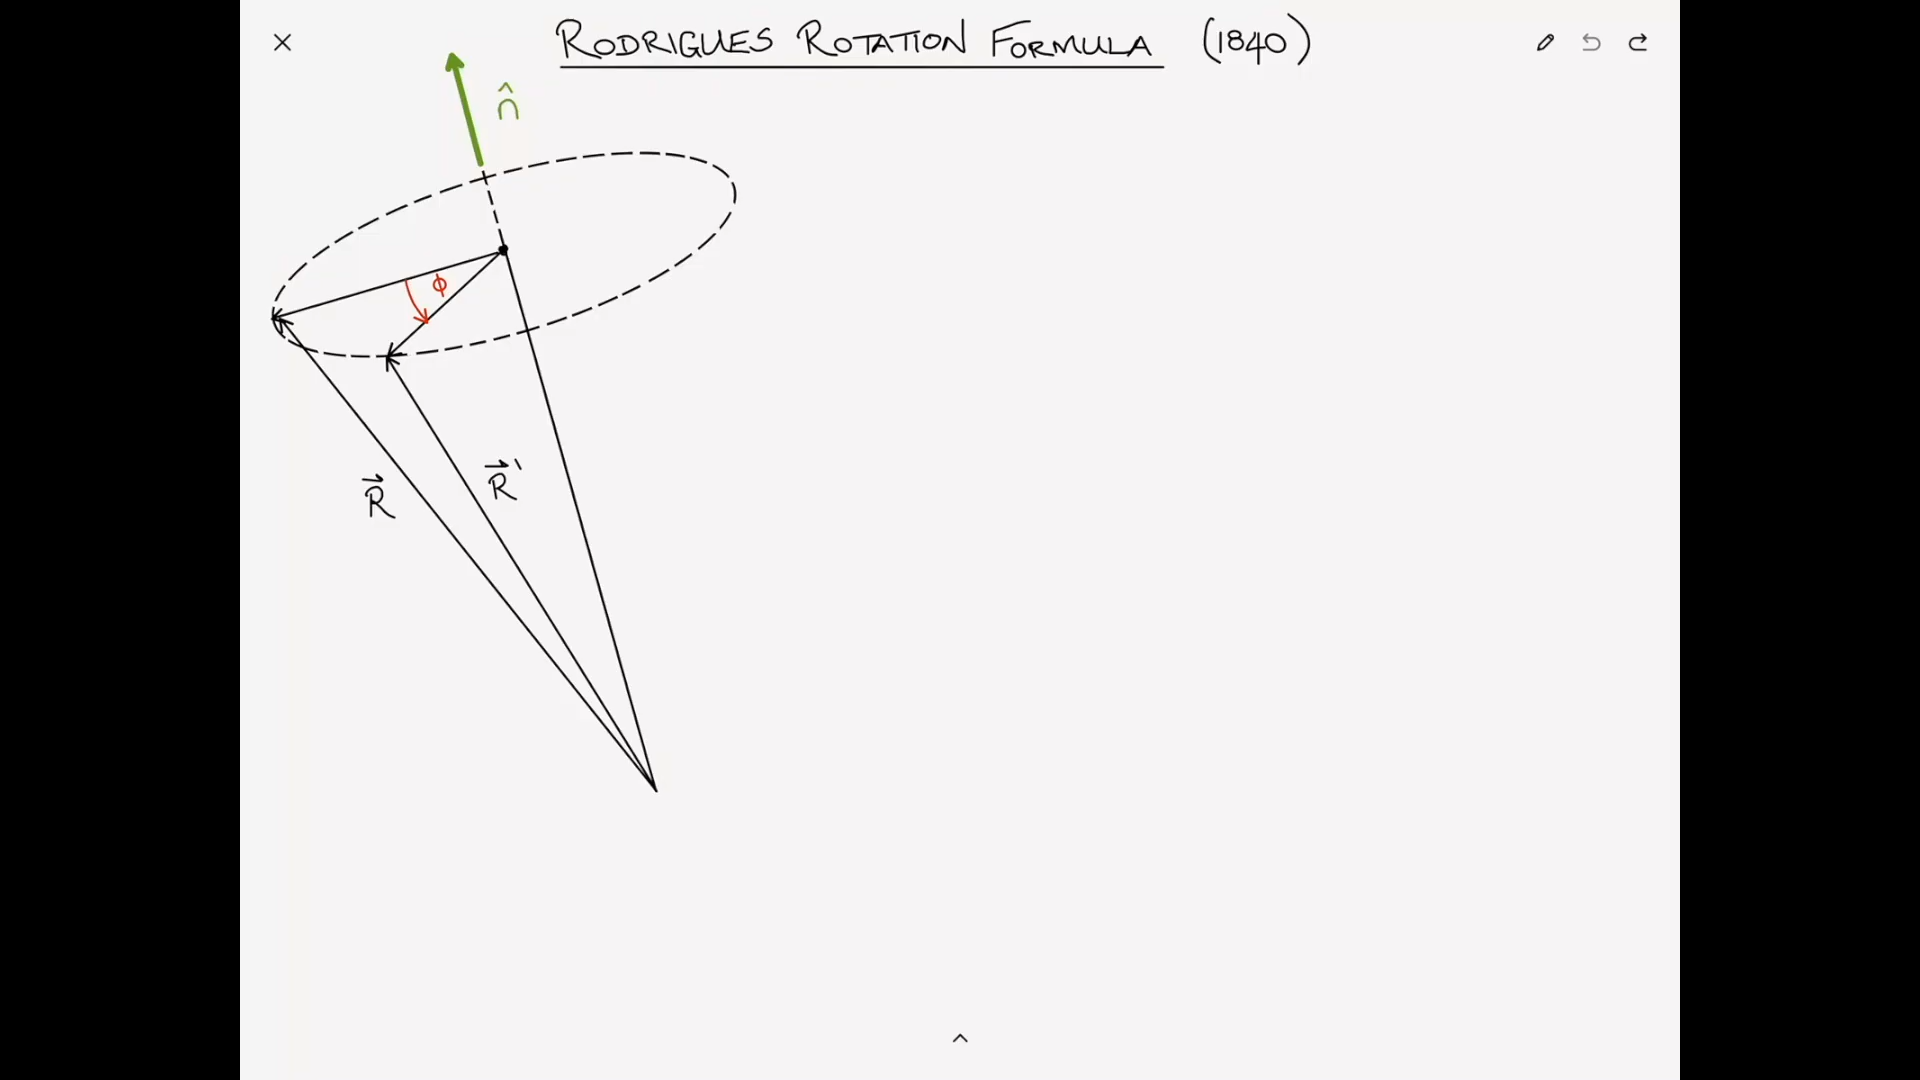 RODRIGUES ROTATION FORMULA (1840)
n̂
ϕ
R⃗'
R⃗